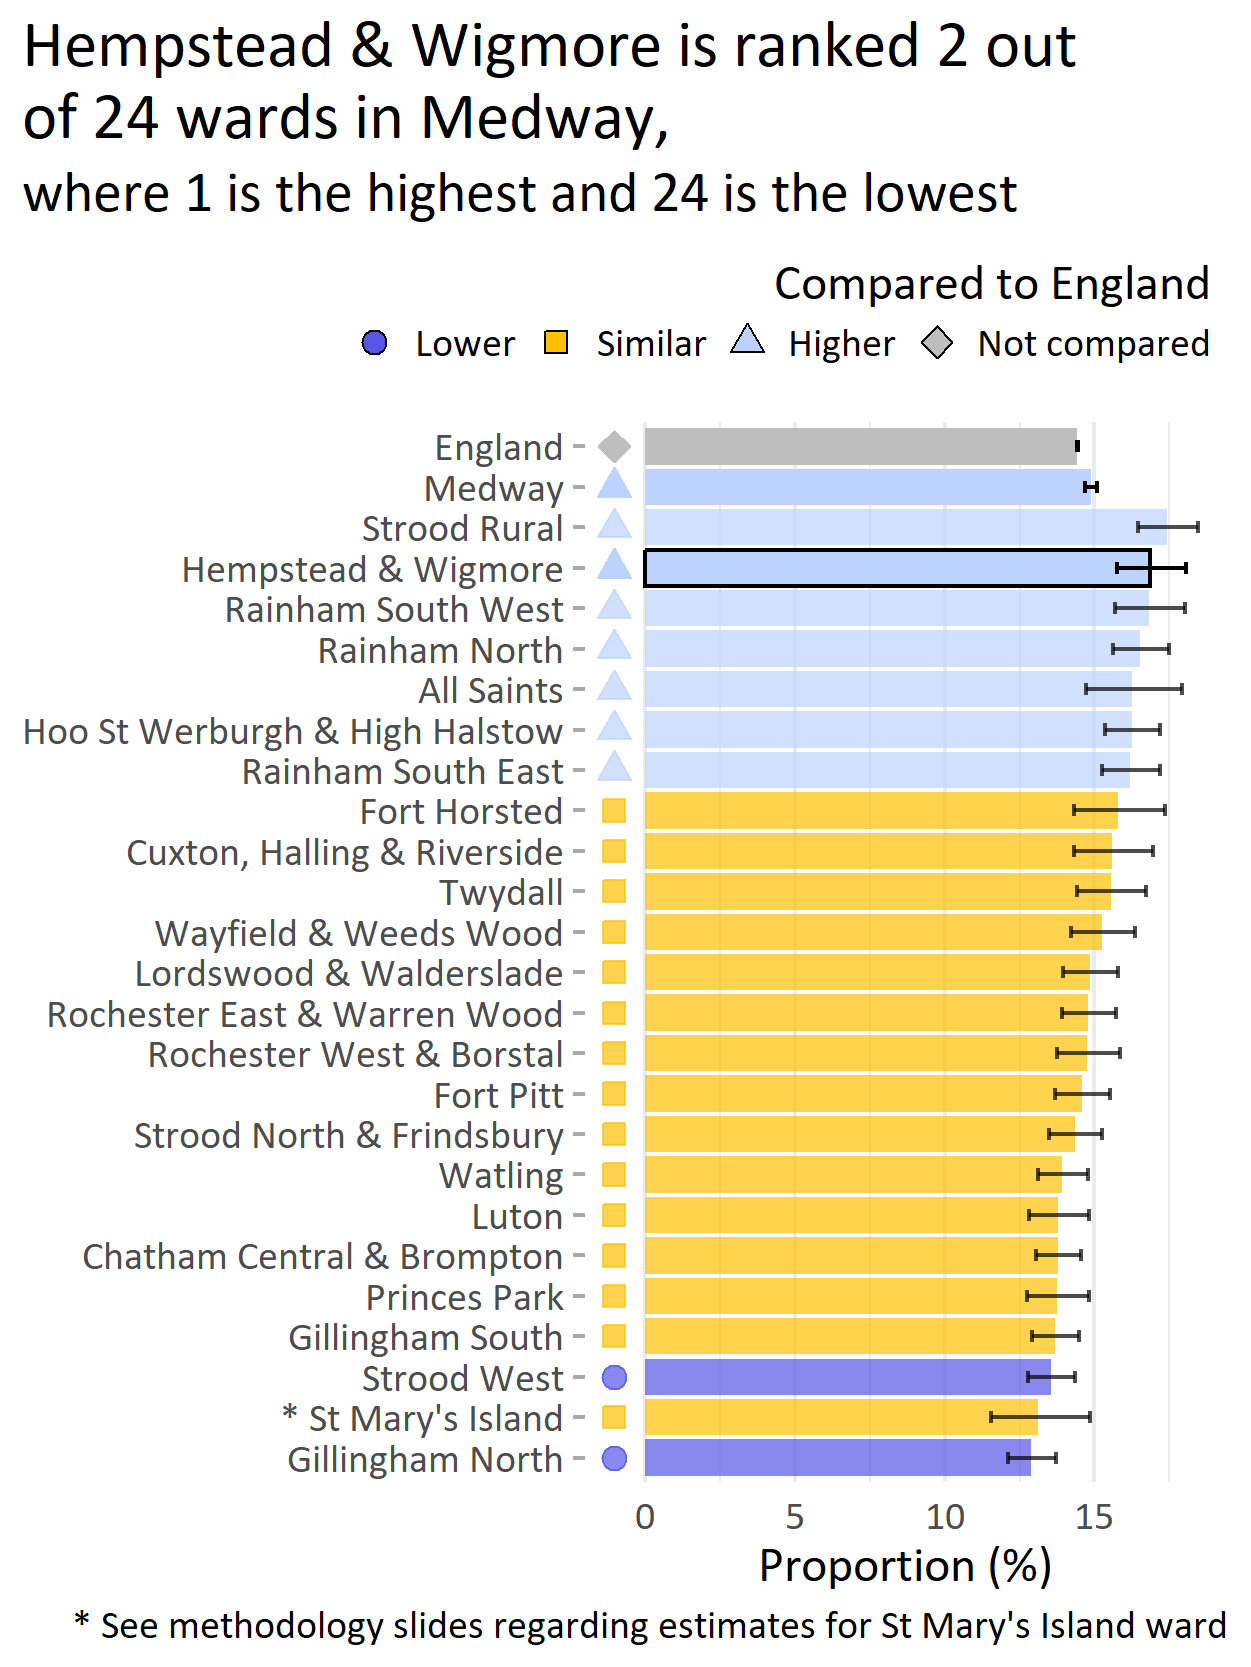 Hempstead & Wigmore is ranked 2 out
of 24 wards in Medway,
where 1 is the highest and 24 is the lowest
Compared to England
Lower Similar Higher Not compared
England
Medway
Strood Rural
Hempstead & Wigmore
Rainham South West
Rainham North
All Saints
Hoo St Werburgh & High Halstow
Rainham South East
Fort Horsted
Cuxton, Halling & Riverside
Twydall
Wayfield & Weeds Wood
Lordswood & Walderslade
Rochester East & Warren Wood
Rochester West & Borstal
Fort Pitt
Strood North & Frindsbury
Watling
Luton
Chatham Central & Brompton
Princes Park
Gillingham South
Strood West
* St Mary's Island
Gillingham North
0 5 10 15
Proportion (%)
* See methodology slides regarding estimates for St Mary's Island ward